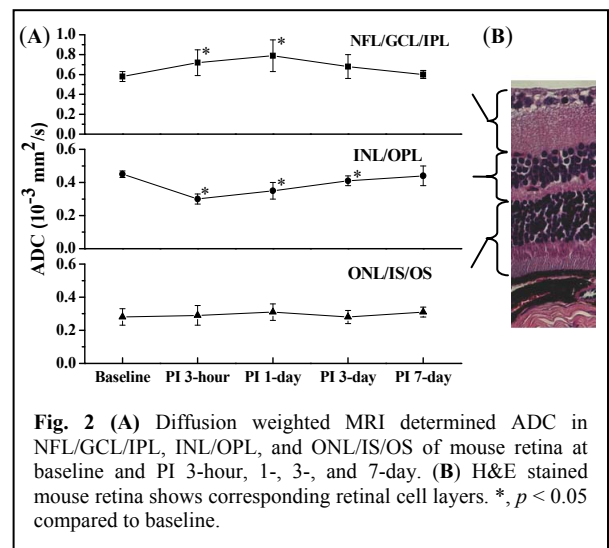 (A)
(B)
NFL/GCL/IPL
1.0
0.8
0.6
0.4
0.2
0.0
*
*
INL/OPL
0.6
0.4
0.2
0.0
*
*
*
ADC (10⁻³ mm²/s)
ONL/IS/OS
0.6
0.4
0.2
0.0
Baseline PI 3-hour PI 1-day PI 3-day PI 7-day
Fig. 2 (A) Diffusion weighted MRI determined ADC in
NFL/GCL/IPL, INL/OPL, and ONL/IS/OS of mouse retina at
baseline and PI 3-hour, 1-, 3-, and 7-day. (B) H&E stained
mouse retina shows corresponding retinal cell layers. *, p < 0.05
compared to baseline.